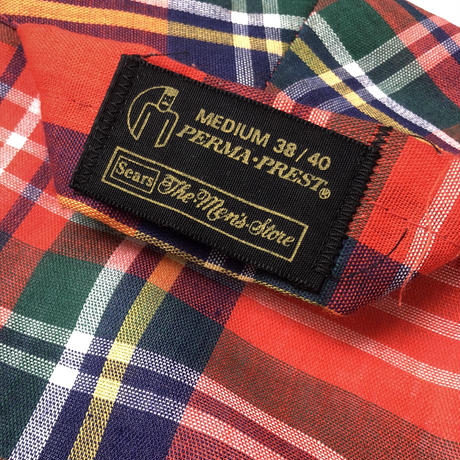 MEDIUM 38/40
PERMA·PREST®
Sears The Men's Store